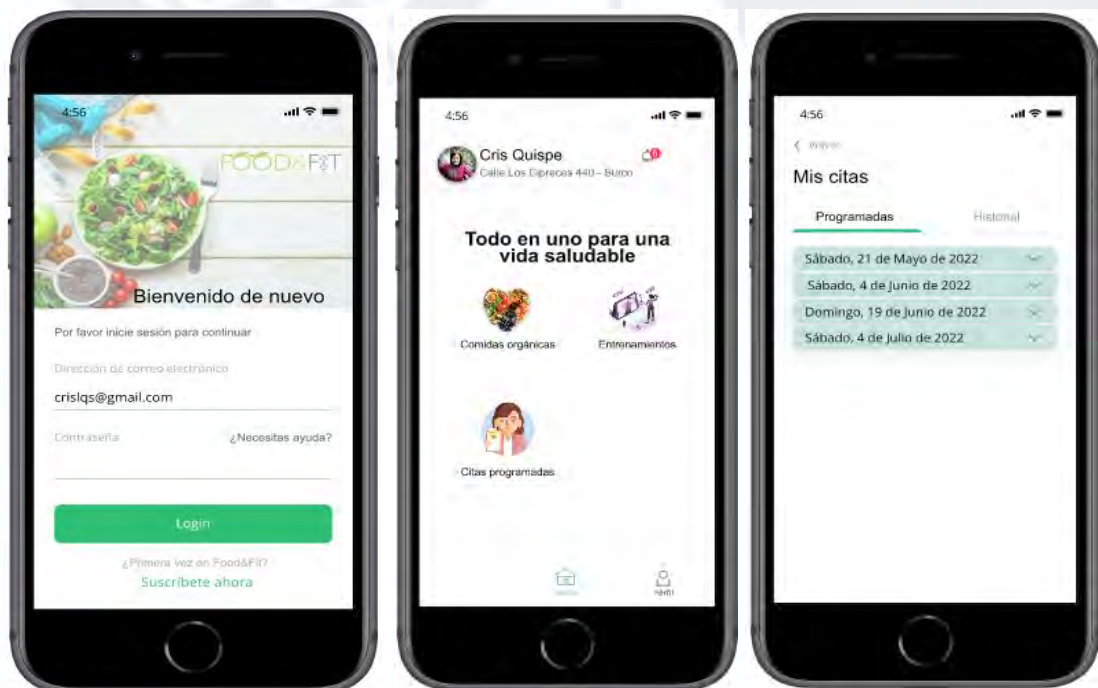 4:56
FOOD&FIT
Bienvenido de nuevo
Por favor inicie sesión para continuar
Dirección de correo electrónico
crislqs@gmail.com
Contraseña
¿Necesitas ayuda?
Login
¿Primera vez en Food&Fit?
Suscríbete ahora
4:56
Cris Quispe
Calle Los Cipreces 440 - Surco
Todo en uno para una
vida saludable
Comidas orgánicas
Entrenamientos
Citas programadas
4:56
Mis citas
Programadas
Historial
Sábado, 21 de Mayo de 2022
Sábado, 4 de Junio de 2022
Domingo, 19 de Junio de 2022
Sábado, 4 de Julio de 2022